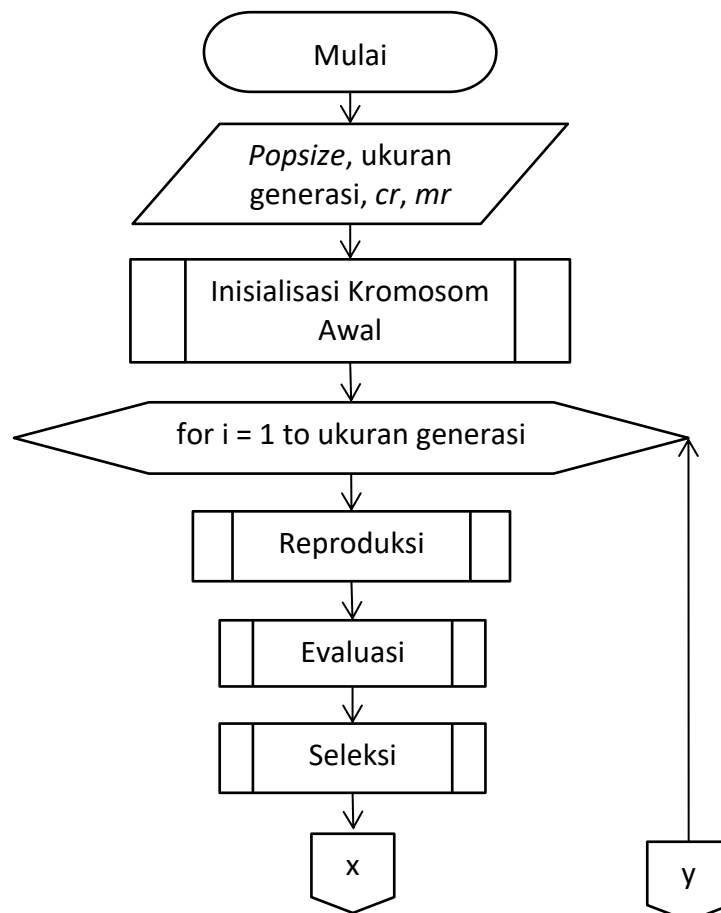 Mulai
Popsize, ukuran
generasi, cr, mr
Inisialisasi Kromosom
Awal
for i = 1 to ukuran generasi
Reproduksi
Evaluasi
Seleksi
x
y